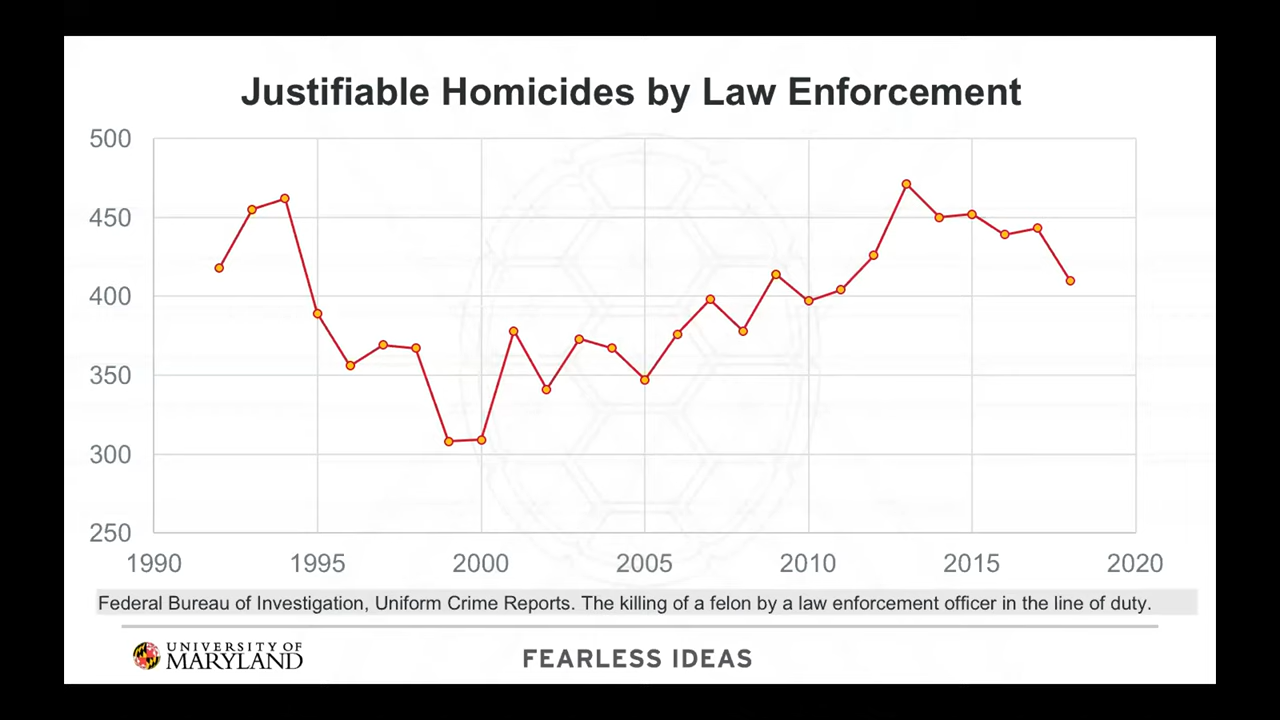 Justifiable Homicides by Law Enforcement
500
450
400
350
300
250
1990 1995 2000 2005 2010 2015 2020
Federal Bureau of Investigation, Uniform Crime Reports. The killing of a felon by a law enforcement officer in the line of duty.
UNIVERSITY OF
MARYLAND
FEARLESS IDEAS